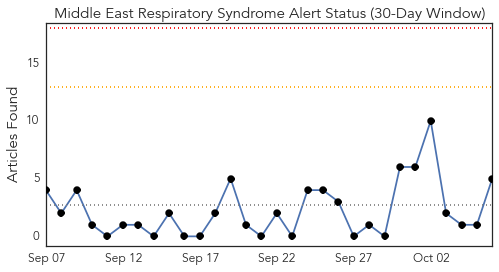 Middle East Respiratory Syndrome Alert Status (30-Day Window)
Articles Found
15
10
5
0
Sep 07 Sep 12 Sep 17 Sep 22 Sep 27 Oct 02